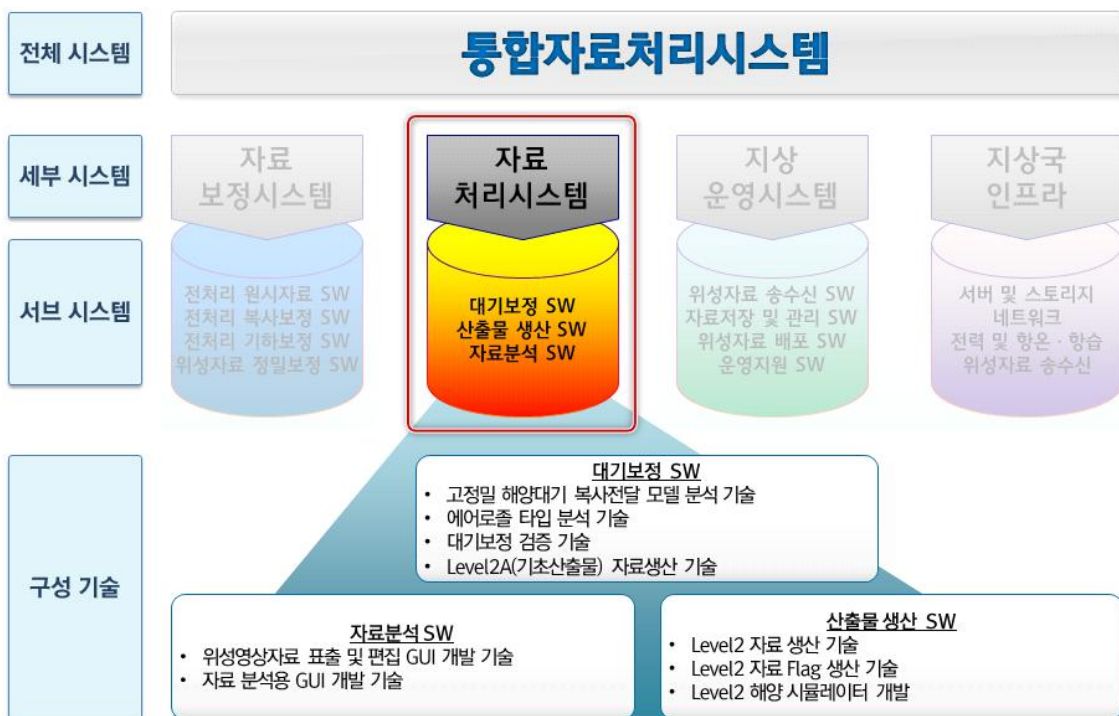 전체 시스템
통합자료처리시스템
세부 시스템
자료
보정시스템
자료
처리시스템
지상
운영시스템
지상국
인프라
서브 시스템
전처리 원시자료 SW
전처리 복사보정 SW
전처리 기하보정 SW
위성자료 정밀보정 SW
대기보정 SW
산출물 생산 SW
자료분석 SW
위성자료 송수신 SW
자료저장 및 관리 SW
위성자료 배포 SW
운영지원 SW
서버 및 스토리지
네트워크
전력 및 항온·항습
위성자료 송수신
구성 기술
대기보정 SW
• 고정밀 해양대기 복사전달 모델 분석 기술
• 에어로졸 타입 분석 기술
• 대기보정 검증 기술
• Level2A(기초산출물) 자료생산 기술
자료분석 SW
• 위성영상자료 표출 및 편집 GUI 개발 기술
• 자료 분석용 GUI 개발 기술
산출물 생산 SW
• Level2 자료 생산 기술
• Level2 자료 Flag 생산 기술
• Level2 해양 시뮬레이터 개발